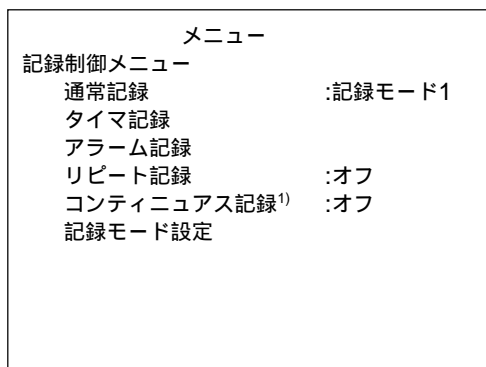 メニュー
記録制御メニュー
通常記録 :記録モード1
タイマ記録
アラーム記録
リピート記録 :オフ
コンティニュアス記録1) :オフ
記録モード設定